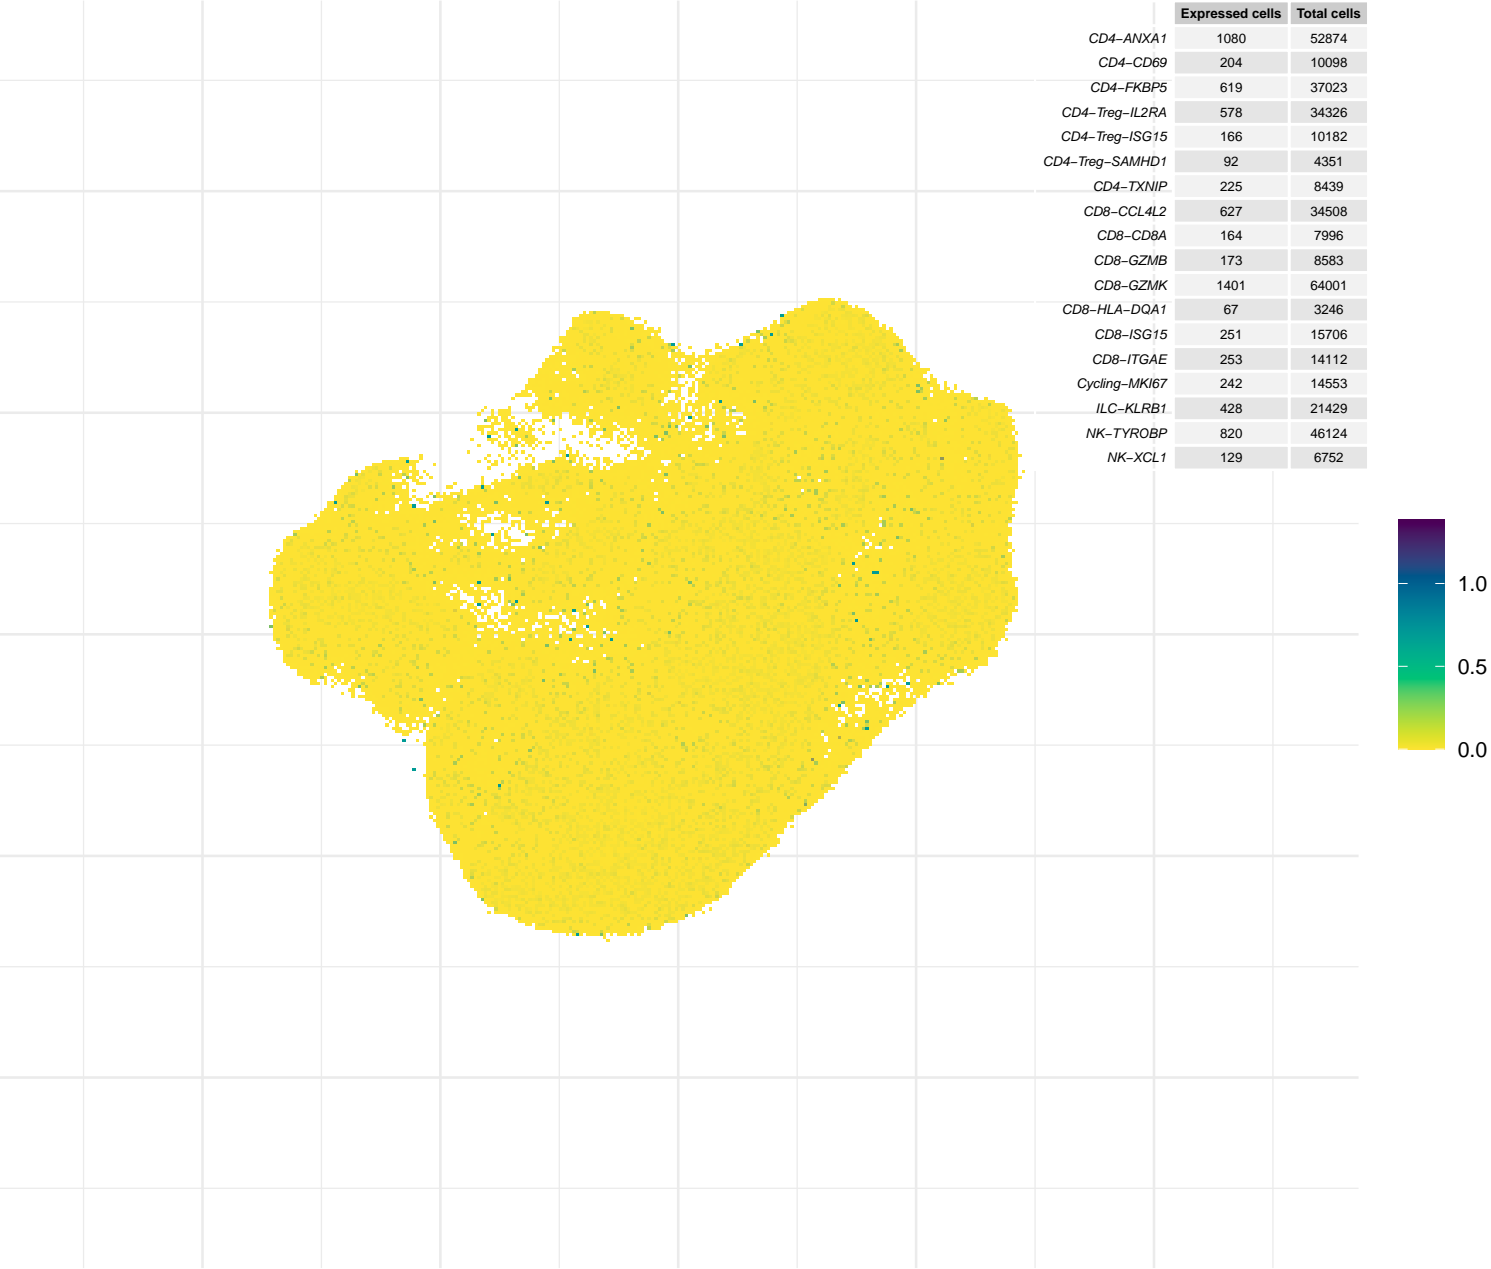 Expressed cells Total cells
CD4−ANXA1 1080 52874
CD4−CD69 204 10098
CD4−FKBP5 619 37023
CD4−Treg−IL2RA 578 34326
CD4−Treg−ISG15 166 10182
CD4−Treg−SAMHD1 92 4351
CD4−TXNIP 225 8439
CD8−CCL4L2 627 34508
CD8−CD8A 164 7996
CD8−GZMB 173 8583
CD8−GZMK 1401 64001
CD8−HLA−DQA1 67 3246
CD8−ISG15 251 15706
CD8−ITGAE 253 14112
Cycling−MKI67 242 14553
ILC−KLRB1 428 21429
NK−TYROBP 820 46124
NK−XCL1 129 6752
1.0
0.5
0.0